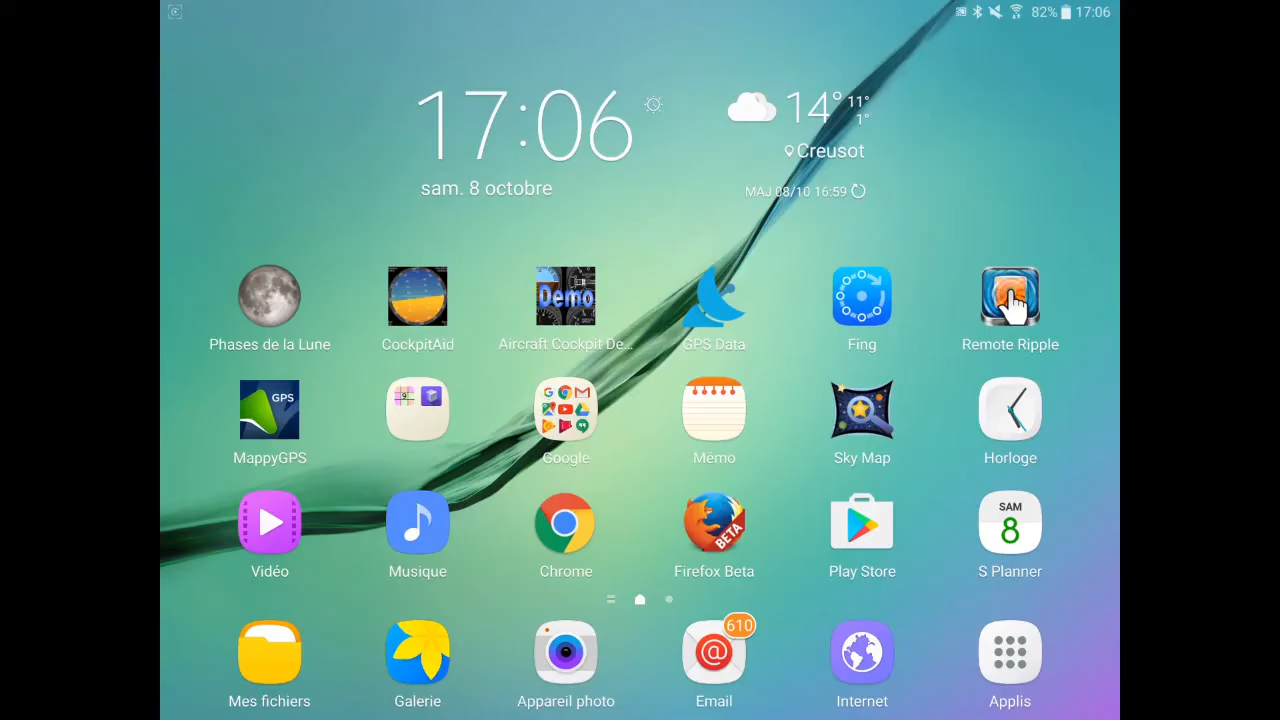 82% 17:06
17:06
14° 11°
1°
Creusot
sam. 8 octobre
MAJ 08/10 16:59
Demo
Phases de la Lune CockpitAid Aircraft Cockpit De... GPS Data Fing Remote Ripple
GPS
9
G
MappyGPS Google Mémo Sky Map Horloge
SAM
8
BETA
Vidéo Musique Chrome Firefox Beta Play Store S Planner
610
@
Mes fichiers Galerie Appareil photo Email Internet Applis